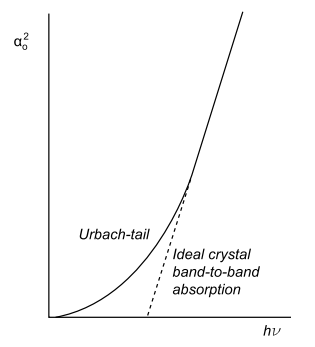 α₀²
Urbach-tail
Ideal crystal
band-to-band
absorption
hν